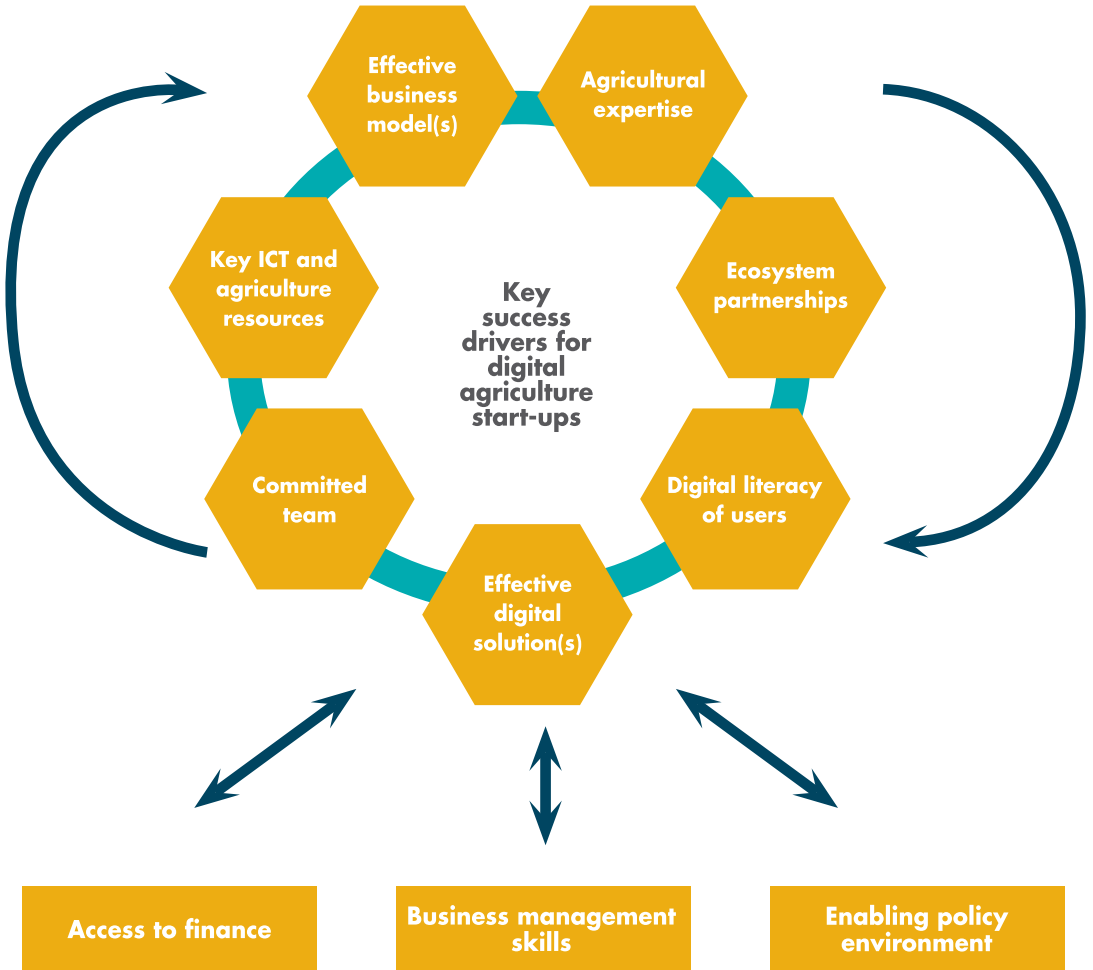 Effective
business
model(s)
Agricultural
expertise
Key ICT and
agriculture
resources
Ecosystem
partnerships
Key
success
drivers for
digital
agriculture
start-ups
Committed
team
Digital literacy
of users
Effective
digital
solution(s)
Access to finance
Business management
skills
Enabling policy
environment